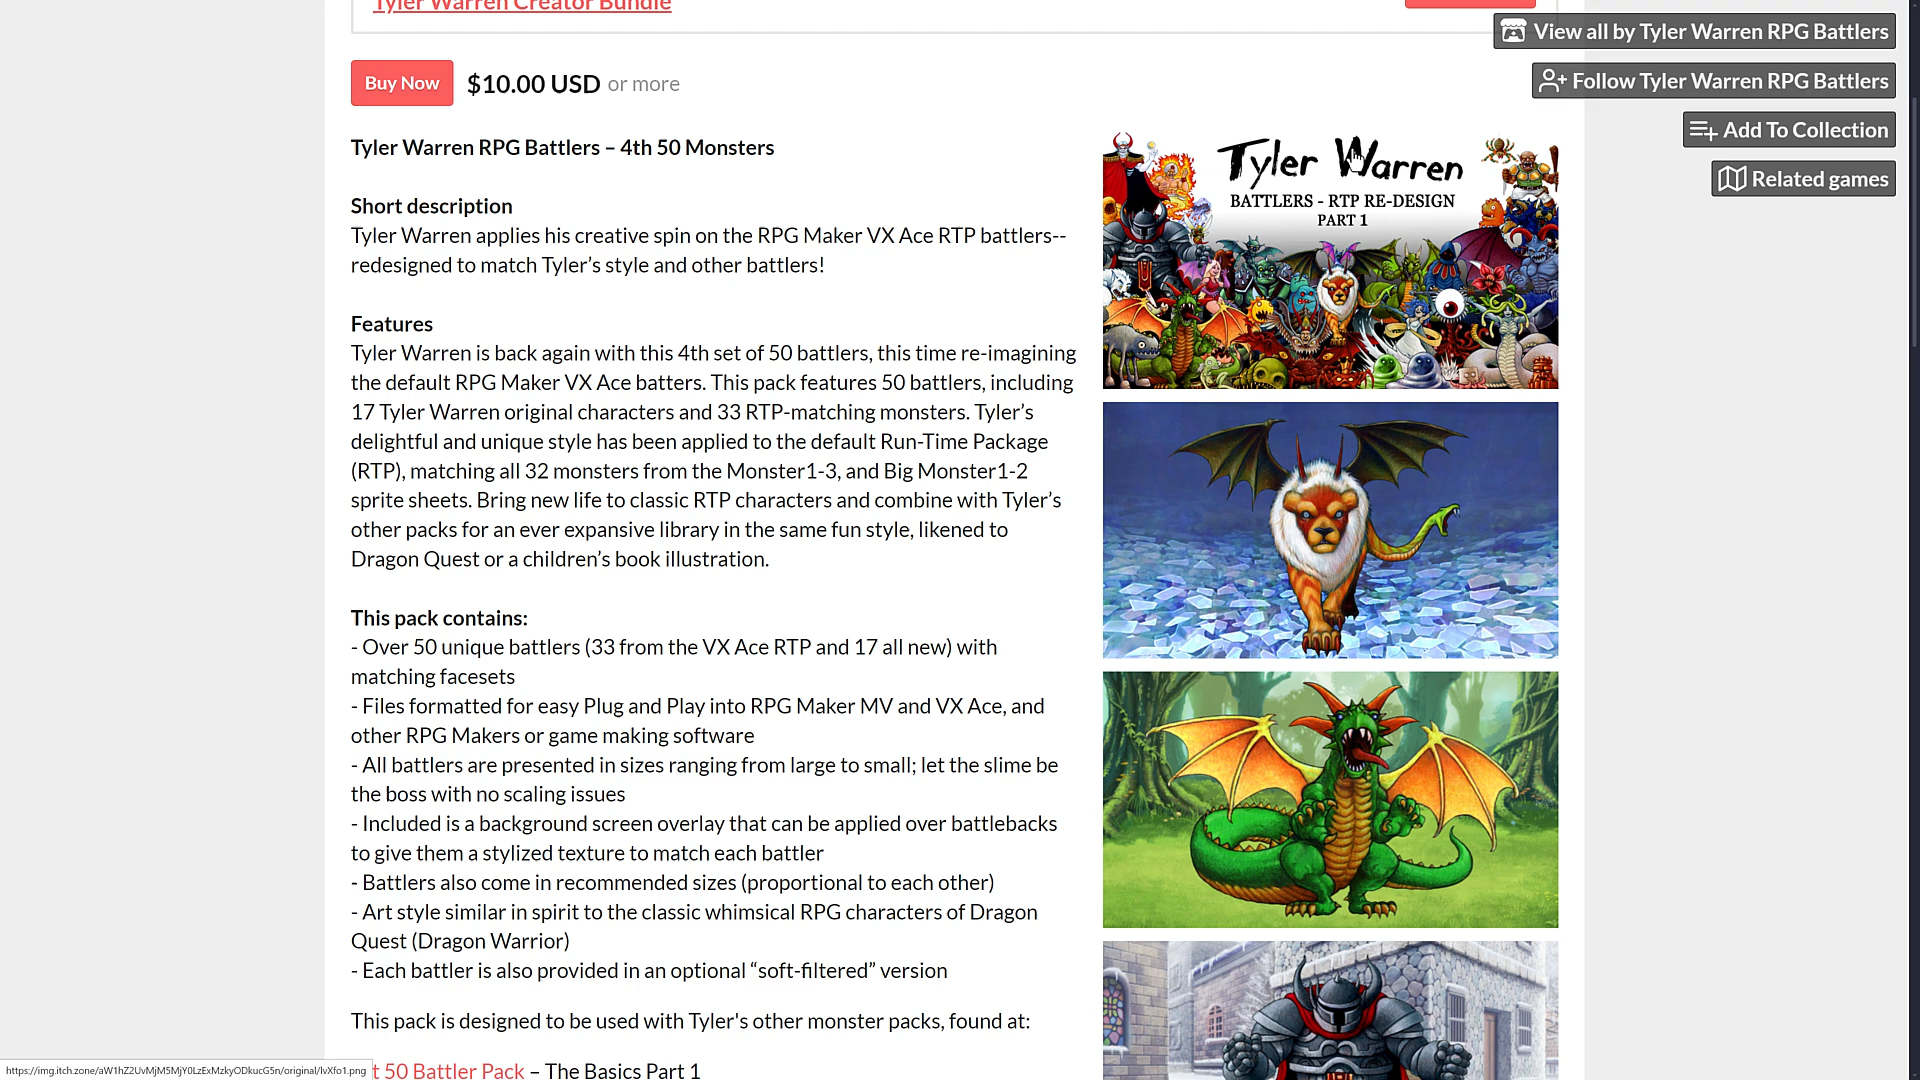 Tyler Warren Creator Bundle
View all by Tyler Warren RPG Battlers
Buy Now $10.00 USD or more
Follow Tyler Warren RPG Battlers
Add To Collection
Related games
Tyler Warren RPG Battlers – 4th 50 Monsters
Short description
Tyler Warren applies his creative spin on the RPG Maker VX Ace RTP battlers--
redesigned to match Tyler’s style and other battlers!
Features
Tyler Warren is back again with this 4th set of 50 battlers, this time re-imagining
the default RPG Maker VX Ace batters. This pack features 50 battlers, including
17 Tyler Warren original characters and 33 RTP-matching monsters. Tyler’s
delightful and unique style has been applied to the default Run-Time Package
(RTP), matching all 32 monsters from the Monster1-3, and Big Monster1-2
sprite sheets. Bring new life to classic RTP characters and combine with Tyler’s
other packs for an ever expansive library in the same fun style, likened to
Dragon Quest or a children’s book illustration.
This pack contains:
- Over 50 unique battlers (33 from the VX Ace RTP and 17 all new) with
matching facesets
- Files formatted for easy Plug and Play into RPG Maker MV and VX Ace, and
other RPG Makers or game making software
- All battlers are presented in sizes ranging from large to small; let the slime be
the boss with no scaling issues
- Included is a background screen overlay that can be applied over battlebacks
to give them a stylized texture to match each battler
- Battlers also come in recommended sizes (proportional to each other)
- Art style similar in spirit to the classic whimsical RPG characters of Dragon
Quest (Dragon Warrior)
- Each battler is also provided in an optional “soft-filtered” version
This pack is designed to be used with Tyler's other monster packs, found at:
t 50 Battler Pack – The Basics Part 1
Tyler Warren
BATTLERS - RTP RE-DESIGN
PART 1